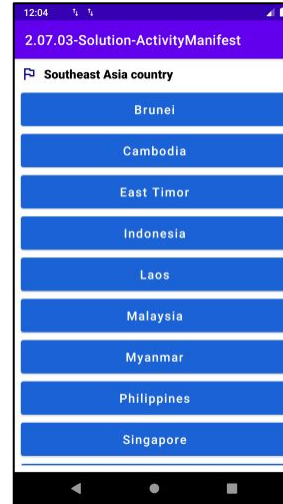 12:04
2.07.03-Solution-ActivityManifest
Southeast Asia country
Brunei
Cambodia
East Timor
Indonesia
Laos
Malaysia
Myanmar
Philippines
Singapore